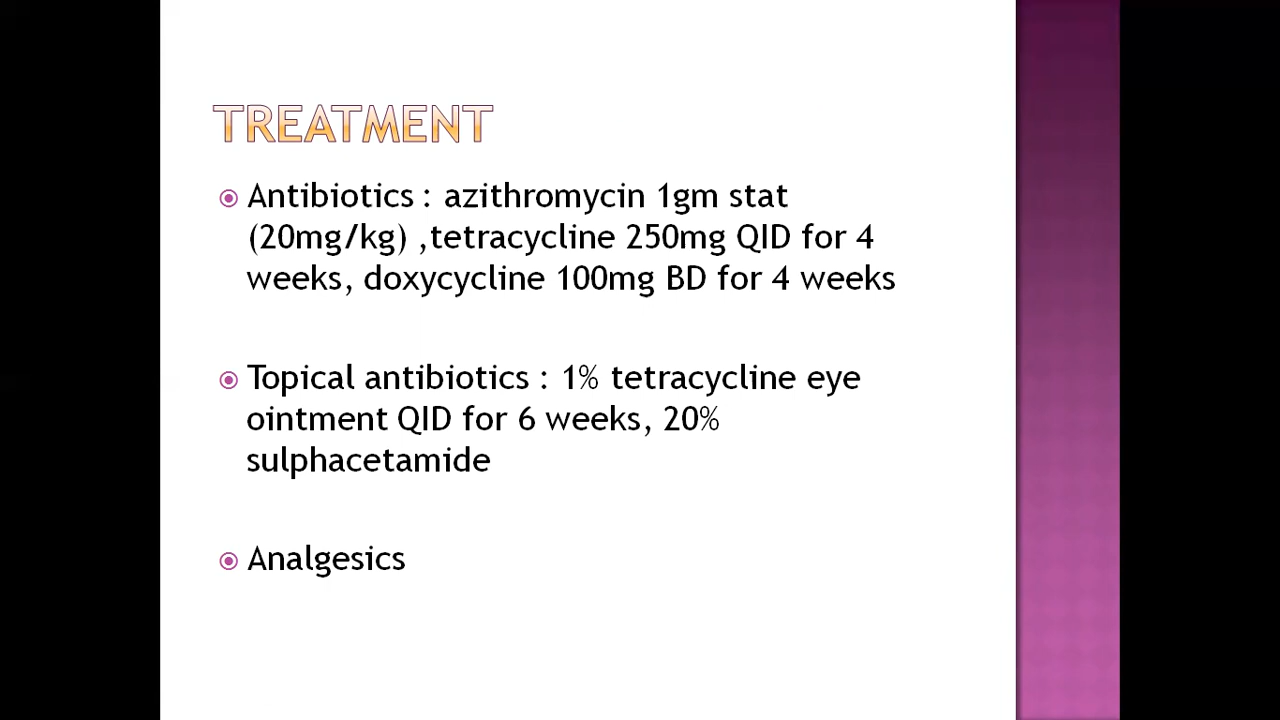 TREATMENT
Antibiotics : azithromycin 1gm stat
(20mg/kg) ,tetracycline 250mg QID for 4
weeks, doxycycline 100mg BD for 4 weeks
Topical antibiotics : 1% tetracycline eye
ointment QID for 6 weeks, 20%
sulphacetamide
Analgesics